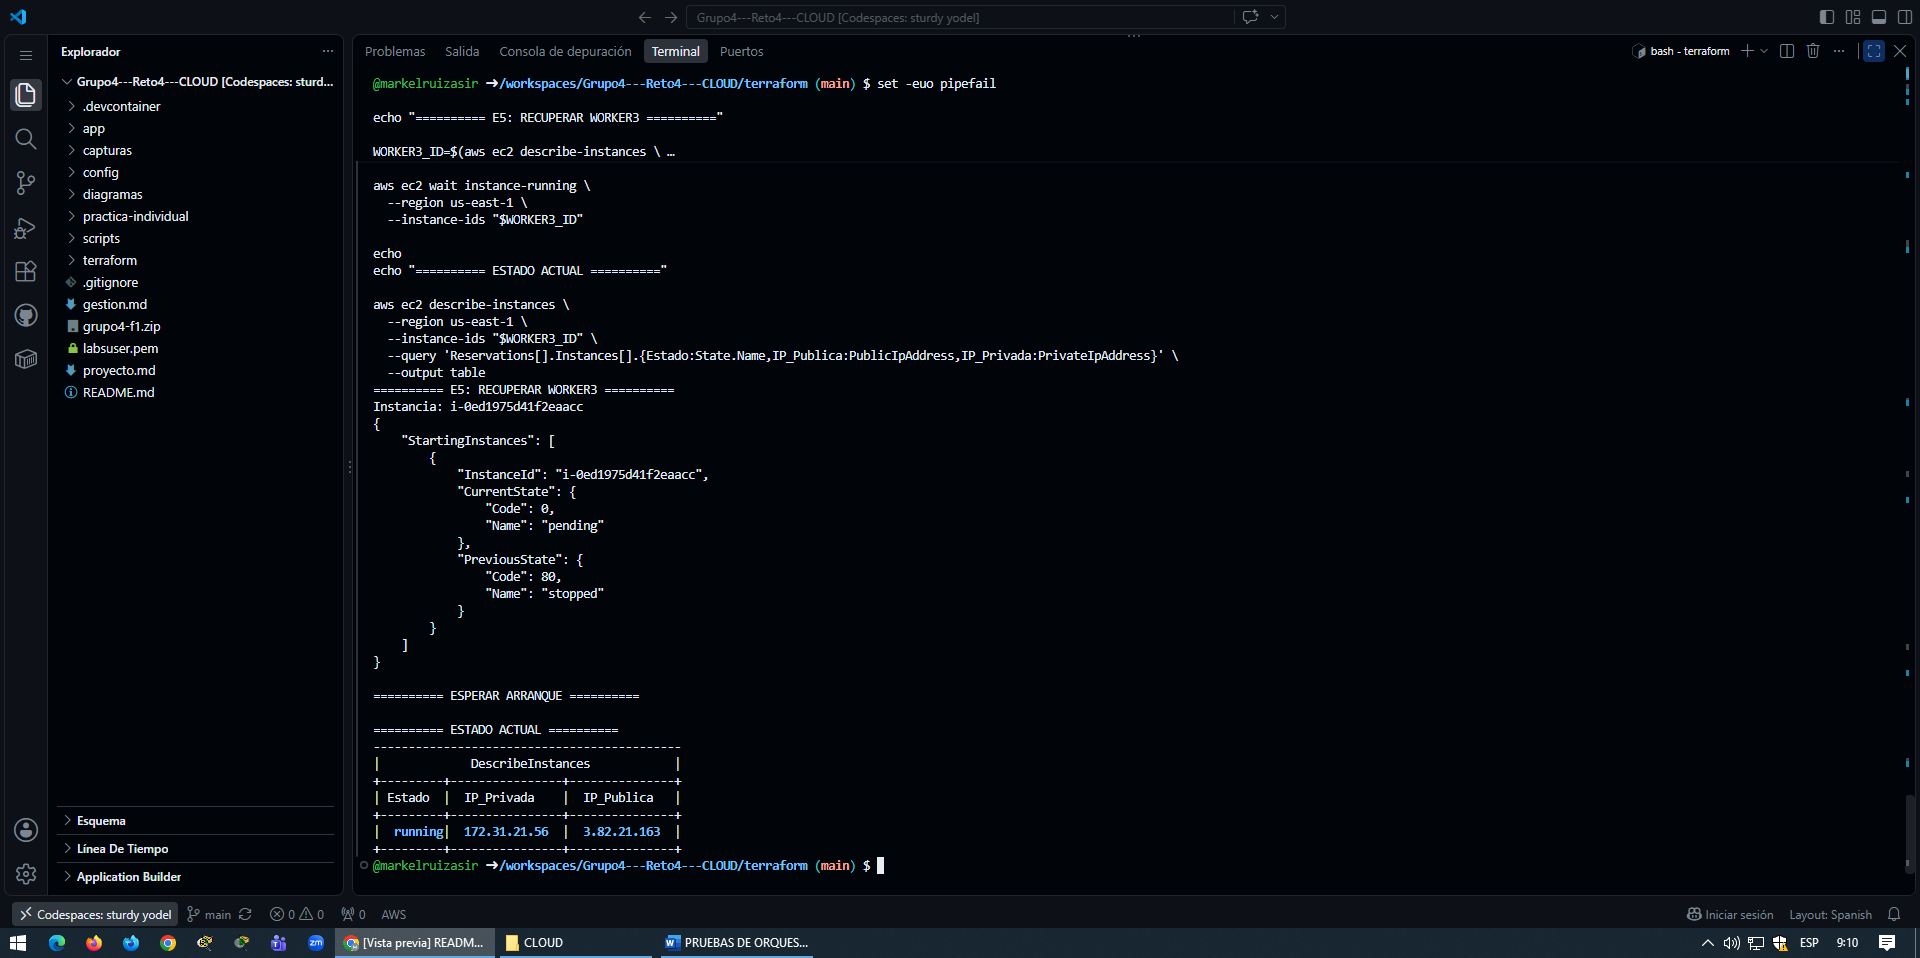 Grupo4---Reto4---CLOUD [Codespaces: sturdy yodel]
Explorador
Grupo4---Reto4---CLOUD [Codespaces: sturd...
.devcontainer
app
capturas
config
diagramas
practica-individual
scripts
terraform
.gitignore
gestion.md
grupo4-f1.zip
labsuser.pem
proyecto.md
README.md
Esquema
Línea De Tiempo
Application Builder
Problemas Salida Consola de depuración Terminal Puertos
bash - terraform
@markelruizasir ➜/workspaces/Grupo4---Reto4---CLOUD/terraform (main) $ set -euo pipefail
echo "========== E5: RECUPERAR WORKER3 =========="
WORKER3_ID=$(aws ec2 describe-instances \ …
aws ec2 wait instance-running \
--region us-east-1 \
--instance-ids "$WORKER3_ID"
echo
echo "========== ESTADO ACTUAL =========="
aws ec2 describe-instances \
--region us-east-1 \
--instance-ids "$WORKER3_ID" \
--query 'Reservations[].Instances[].{Estado:State.Name,IP_Publica:PublicIpAddress,IP_Privada:PrivateIpAddress}' \
--output table
========== E5: RECUPERAR WORKER3 ==========
Instancia: i-0ed1975d41f2eaacc
{
"StartingInstances": [
{
"InstanceId": "i-0ed1975d41f2eaacc",
"CurrentState": {
"Code": 0,
"Name": "pending"
},
"PreviousState": {
"Code": 80,
"Name": "stopped"
}
}
]
}
========== ESPERAR ARRANQUE ==========
========== ESTADO ACTUAL ==========
--------------------------------------------
| DescribeInstances |
+---------+----------------+---------------+
| Estado | IP_Privada | IP_Publica |
+---------+----------------+---------------+
| running| 172.31.21.56 | 3.82.21.163 |
+---------+----------------+---------------+
@markelruizasir ➜/workspaces/Grupo4---Reto4---CLOUD/terraform (main) $
Codespaces: sturdy yodel main 0 0 0 AWS
Iniciar sesión Layout: Spanish
[Vista previa] READM... CLOUD PRUEBAS DE ORQUES...
ESP 9:10